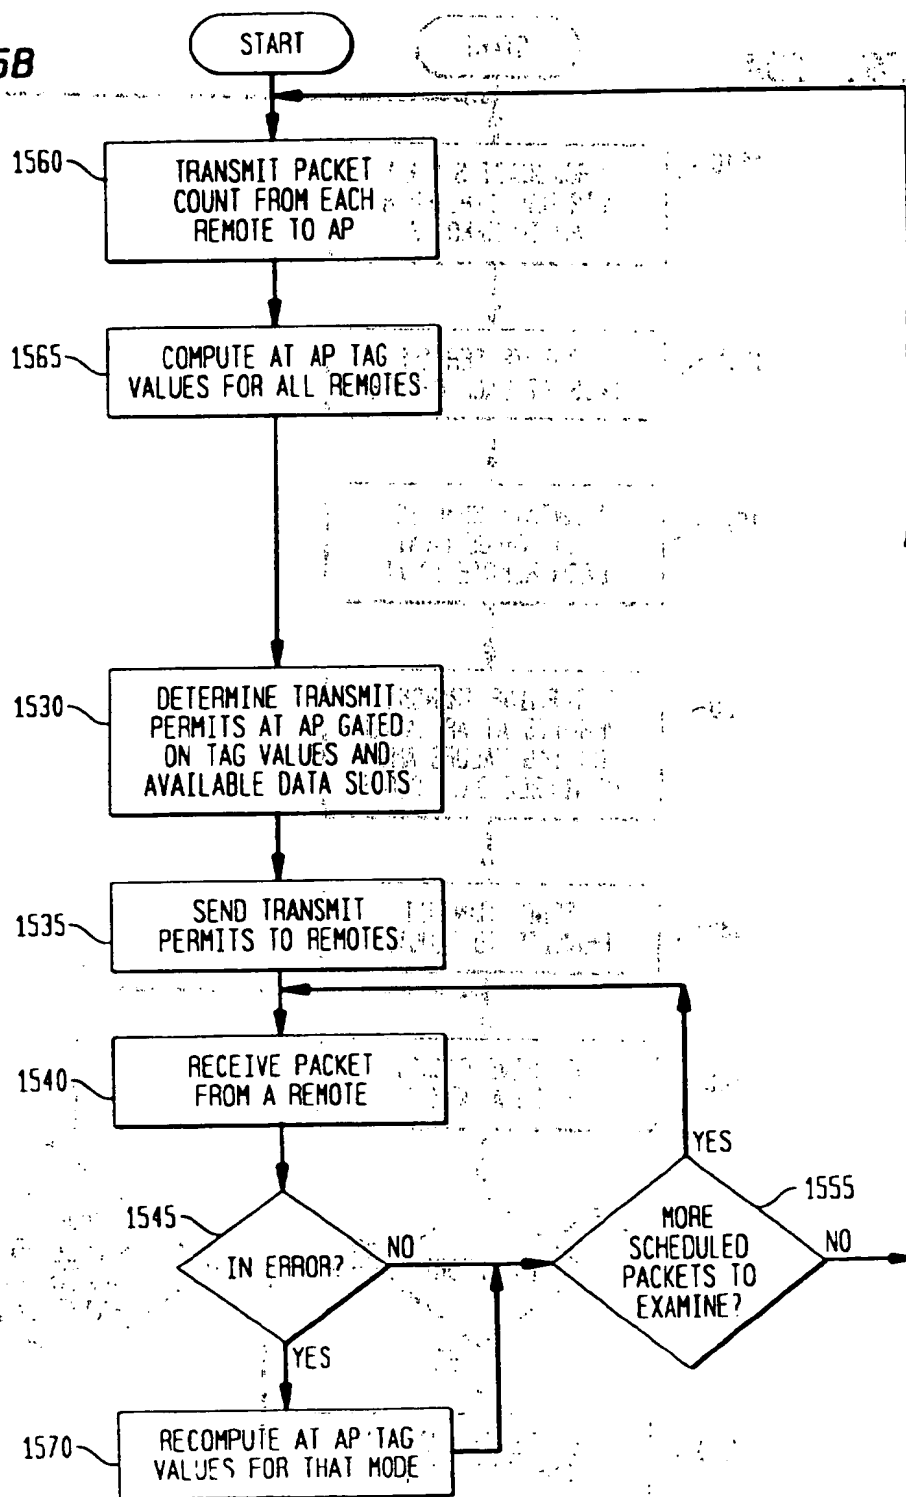 5B
START
1560
TRANSMIT PACKET
COUNT FROM EACH
REMOTE TO AP
1565
COMPUTE AT AP TAG
VALUES FOR ALL REMOTES
1530
DETERMINE TRANSMIT
PERMITS AT AP GATED
ON TAG VALUES AND
AVAILABLE DATA SLOTS
1535
SEND TRANSMIT
PERMITS TO REMOTES
1540
RECEIVE PACKET
FROM A REMOTE
YES
1555
1545
IN ERROR?
NO
MORE
SCHEDULED
PACKETS TO
EXAMINE?
NO
YES
1570
RECOMPUTE AT AP TAG
VALUES FOR THAT MODE